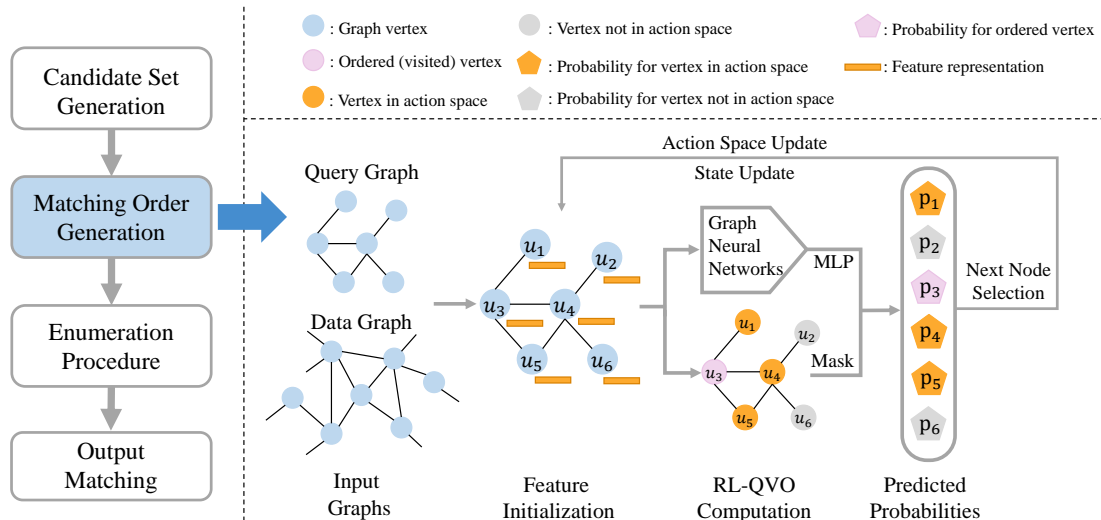 Candidate Set
Generation
Matching Order
Generation
Enumeration
Procedure
Output
Matching
: Graph vertex
: Vertex not in action space
: Probability for ordered vertex
: Ordered (visited) vertex
: Probability for vertex in action space
: Feature representation
: Vertex in action space
: Probability for vertex not in action space
Action Space Update
State Update
Query Graph
Data Graph
Input
Graphs
u1
u2
u3
u4
u5
u6
Feature
Initialization
Graph
Neural
Networks
MLP
u1
u2
u3
u4
u5
u6
Mask
RL-QVO
Computation
p1
p2
p3
p4
p5
p6
Predicted
Probabilities
Next Node
Selection